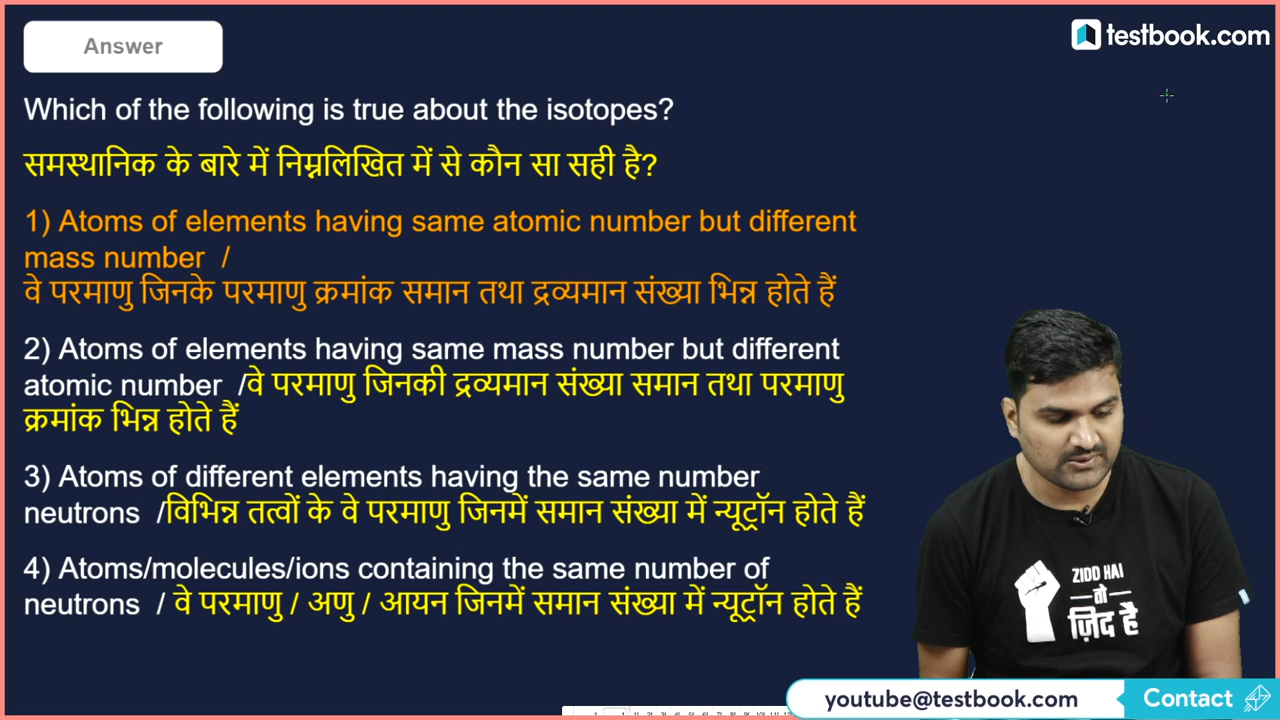 Answer
testbook.com
Which of the following is true about the isotopes?
समस्थानिक के बारे में निम्नलिखित में से कौन सा सही है?
1) Atoms of elements having same atomic number but different
mass number /
वे परमाणु जिनके परमाणु क्रमांक समान तथा द्रव्यमान संख्या भिन्न होते हैं
2) Atoms of elements having same mass number but different
atomic number /वे परमाणु जिनकी द्रव्यमान संख्या समान तथा परमाणु
क्रमांक भिन्न होते हैं
3) Atoms of different elements having the same number
neutrons /विभिन्न तत्वों के वे परमाणु जिनमें समान संख्या में न्यूट्रॉन होते हैं
4) Atoms/molecules/ions containing the same number of
neutrons / वे परमाणु / अणु / आयन जिनमें समान संख्या में न्यूट्रॉन होते हैं
ZIDD HAI
तो
ज़िद है
youtube@testbook.com
Contact